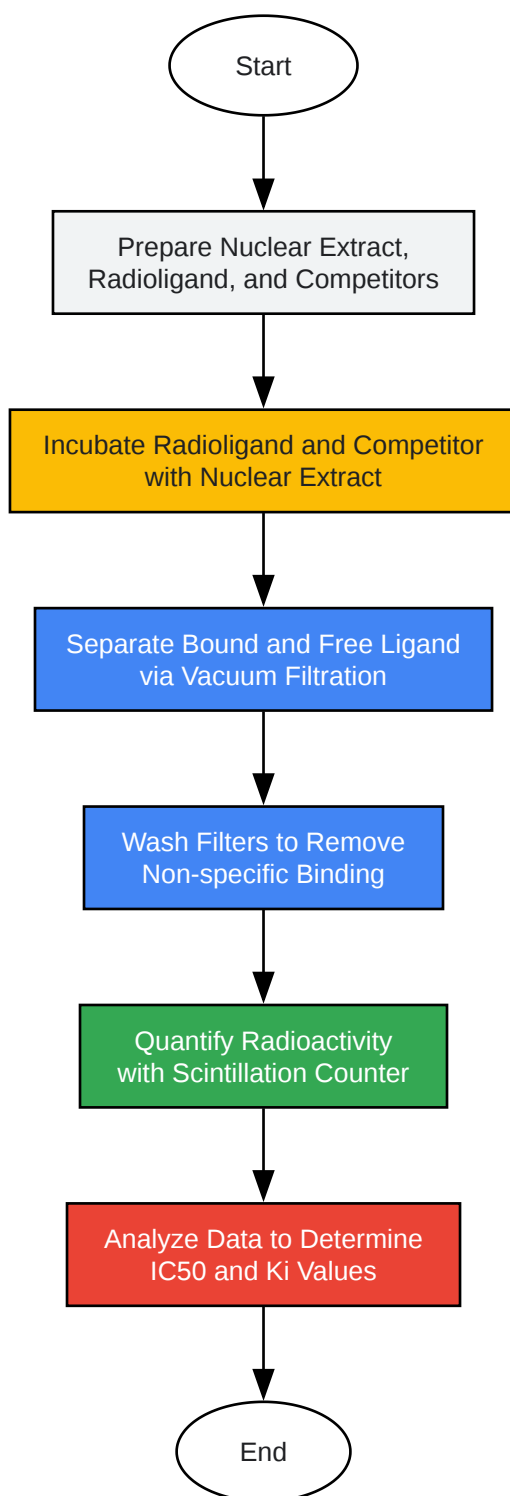 Start
Prepare Nuclear Extract,
Radioligand, and Competitors
Incubate Radioligand and Competitor
with Nuclear Extract
Separate Bound and Free Ligand
via Vacuum Filtration
Wash Filters to Remove
Non-specific Binding
Quantify Radioactivity
with Scintillation Counter
Analyze Data to Determine
IC50 and Ki Values
End